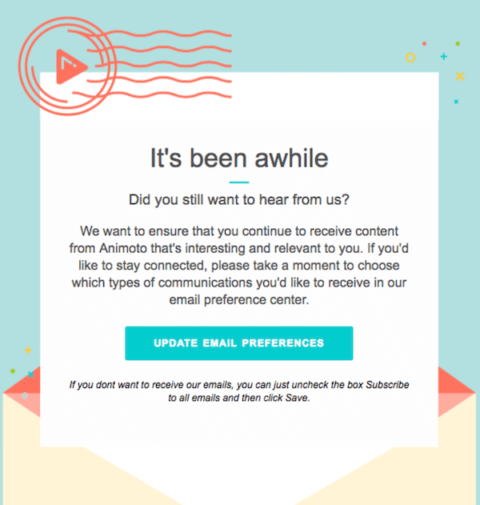 It's been awhile
Did you still want to hear from us?
We want to ensure that you continue to receive content
from Animoto that's interesting and relevant to you. If you'd
like to stay connected, please take a moment to choose
which types of communications you'd like to receive in our
email preference center.
UPDATE EMAIL PREFERENCES
If you dont want to receive our emails, you can just uncheck the box Subscribe
to all emails and then click Save.